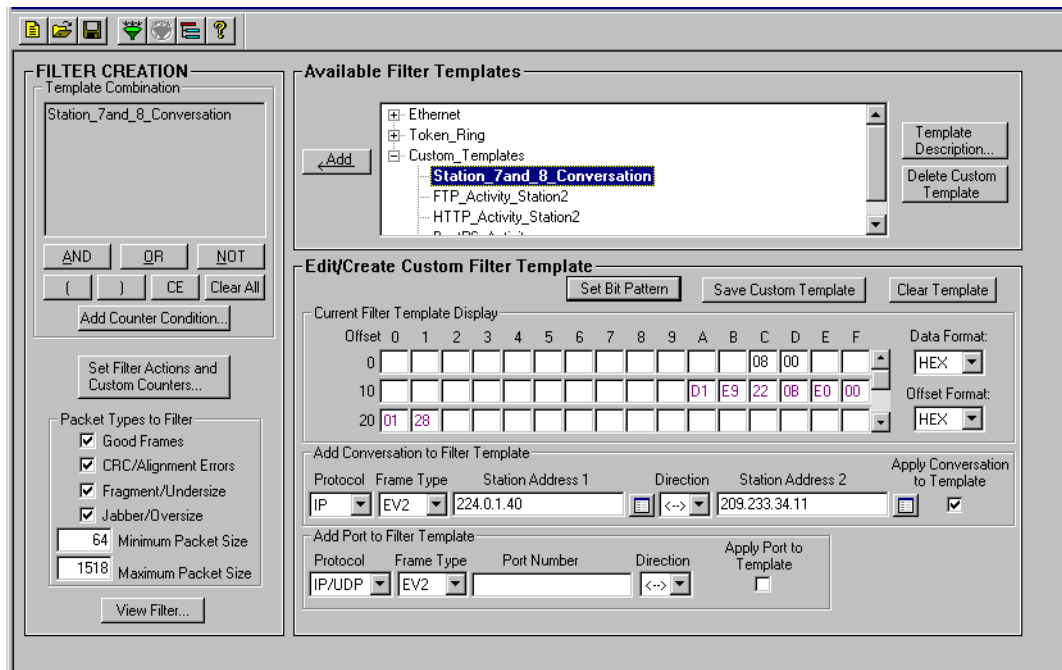 FILTER CREATION
Template Combination
Station_7and_8_Conversation
AND OR NOT
( ) CE Clear All
Add Counter Condition...
Set Filter Actions and
Custom Counters...
Packet Types to Filter
Good Frames
CRC/Alignment Errors
Fragment/Undersize
Jabber/Oversize
64 Minimum Packet Size
1518 Maximum Packet Size
View Filter...
Available Filter Templates
Add
Ethernet
Token_Ring
Custom_Templates
Station_7and_8_Conversation
FTP_Activity_Station2
HTTP_Activity_Station2
Template
Description...
Delete Custom
Template
Edit/Create Custom Filter Template
Set Bit Pattern Save Custom Template Clear Template
Current Filter Template Display
Offset 0 1 2 3 4 5 6 7 8 9 A B C D E F
0 08 00
10 D1 E9 22 0B E0 00
20 01 28
Data Format:
HEX
Offset Format:
HEX
Add Conversation to Filter Template
Protocol Frame Type Station Address 1 Direction Station Address 2
Apply Conversation
to Template
IP EV2 224.0.1.40 <--> 209.233.34.11
Add Port to Filter Template
Protocol Frame Type Port Number Direction
Apply Port to
Template
IP/UDP EV2 <-->